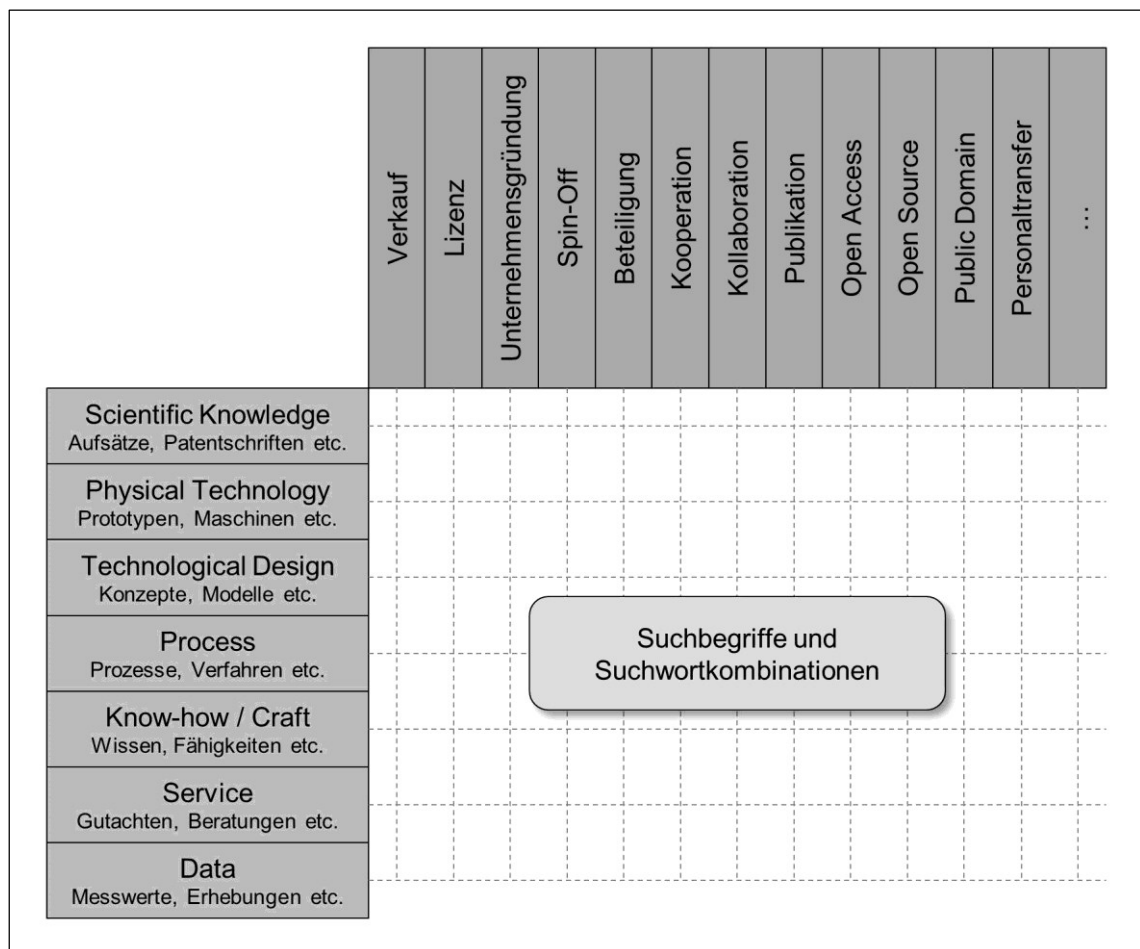 Verkauf
Lizenz
Unternehmensgründung
Spin-Off
Beteiligung
Kooperation
Kollaboration
Publikation
Open Access
Open Source
Public Domain
Personaltransfer
…
Scientific Knowledge
Aufsätze, Patentschriften etc.
Physical Technology
Prototypen, Maschinen etc.
Technological Design
Konzepte, Modelle etc.
Process
Prozesse, Verfahren etc.
Know-how / Craft
Wissen, Fähigkeiten etc.
Service
Gutachten, Beratungen etc.
Data
Messwerte, Erhebungen etc.
Suchbegriffe und
Suchwortkombinationen